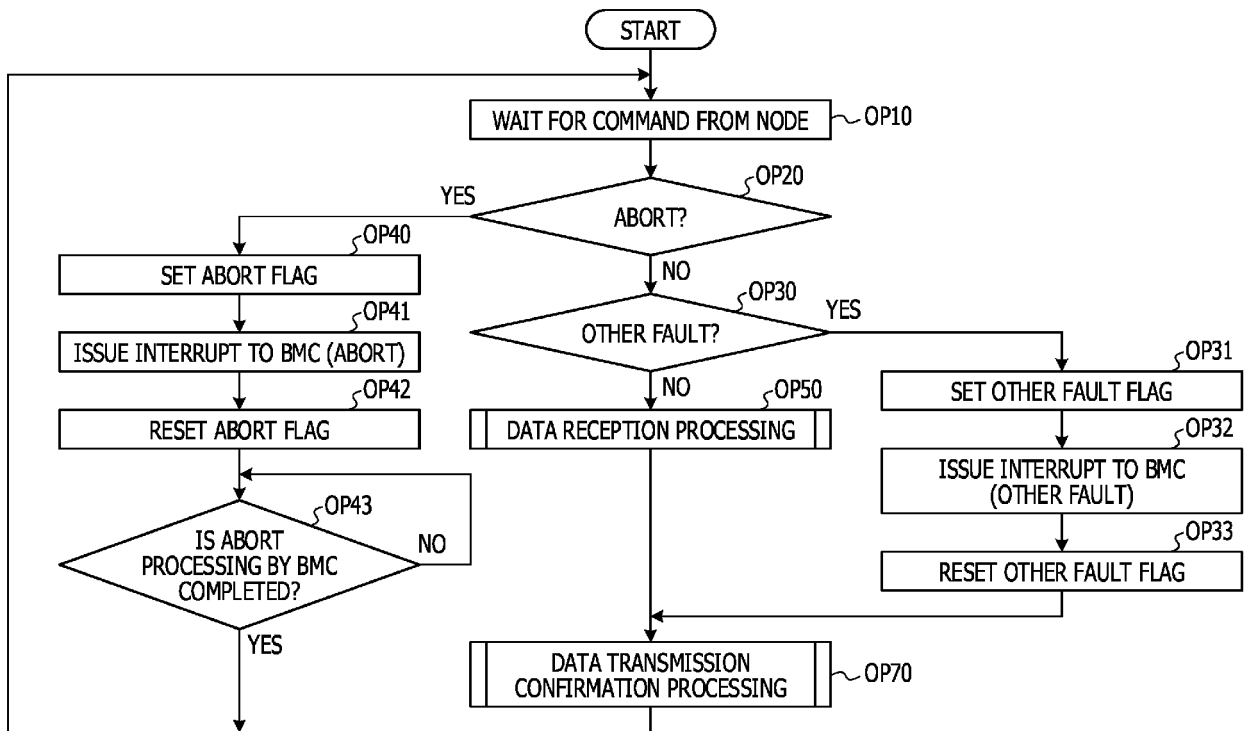 START
WAIT FOR COMMAND FROM NODE
OP10
OP20
YES
ABORT?
NO
OP40
SET ABORT FLAG
OP41
ISSUE INTERRUPT TO BMC (ABORT)
OP42
RESET ABORT FLAG
OP43
IS ABORT
PROCESSING BY BMC
COMPLETED?
NO
YES
OP30
OTHER FAULT?
YES
NO
OP50
DATA RECEPTION PROCESSING
OP31
SET OTHER FAULT FLAG
OP32
ISSUE INTERRUPT TO BMC
(OTHER FAULT)
OP33
RESET OTHER FAULT FLAG
DATA TRANSMISSION
CONFIRMATION PROCESSING
OP70